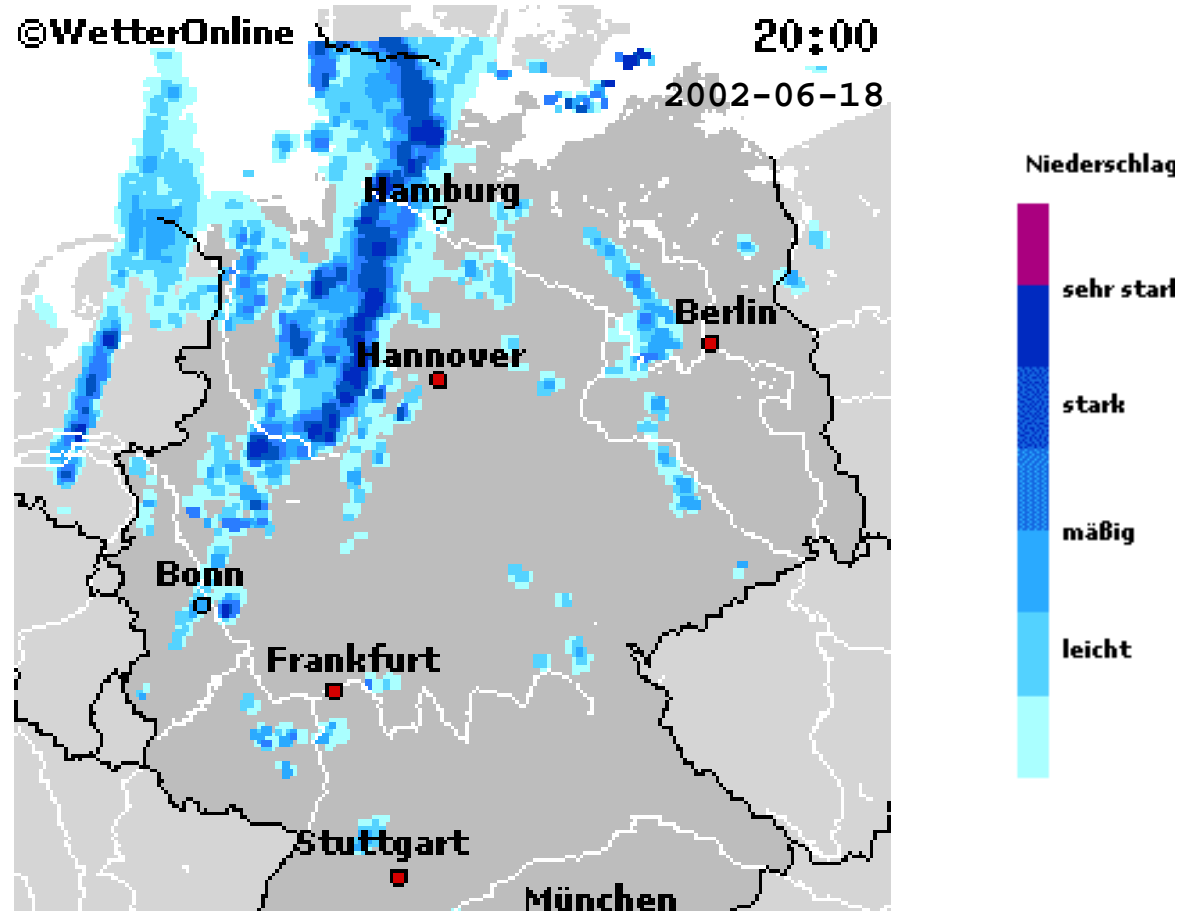 ©WetterOnline
20:00
2002-06-18
Niederschlag
Hamburg
sehr stark
Berlin
Hannover
stark
mäßig
Bonn
leicht
Frankfurt
Stuttgart
München